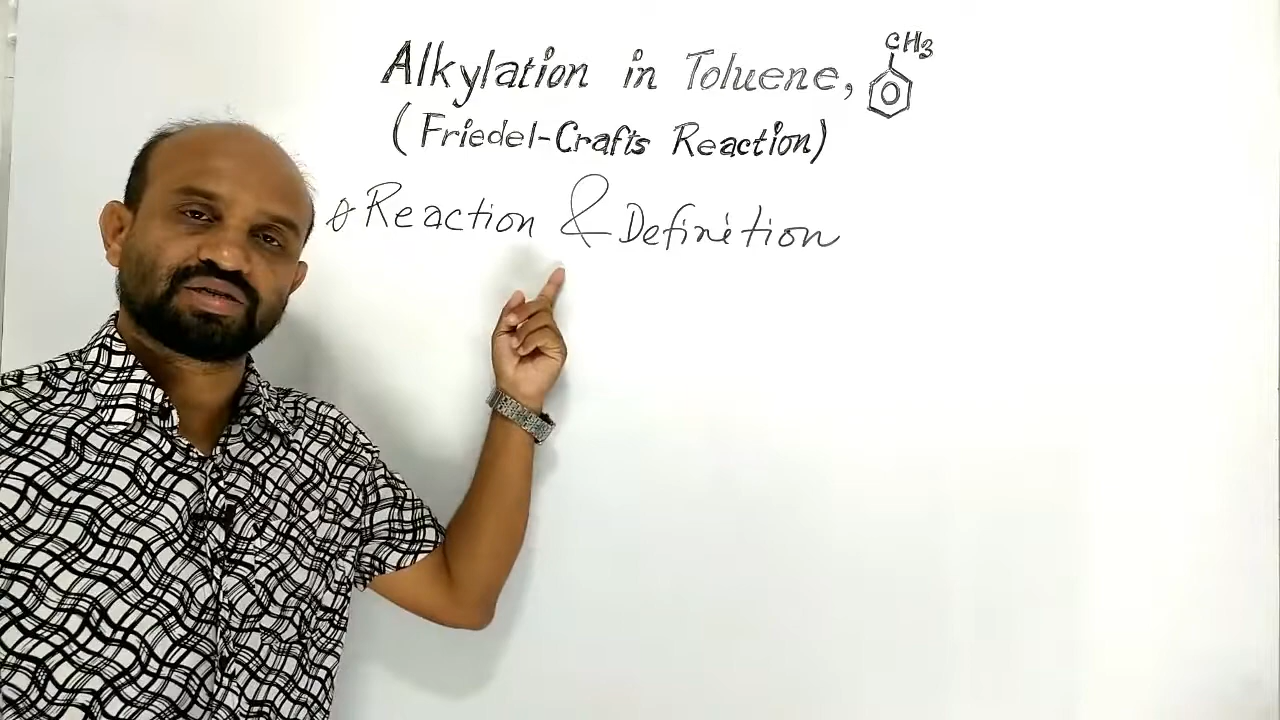 Alkylation in Toluene, CH3
(Friedel-Crafts Reaction)
* Reaction & Definition